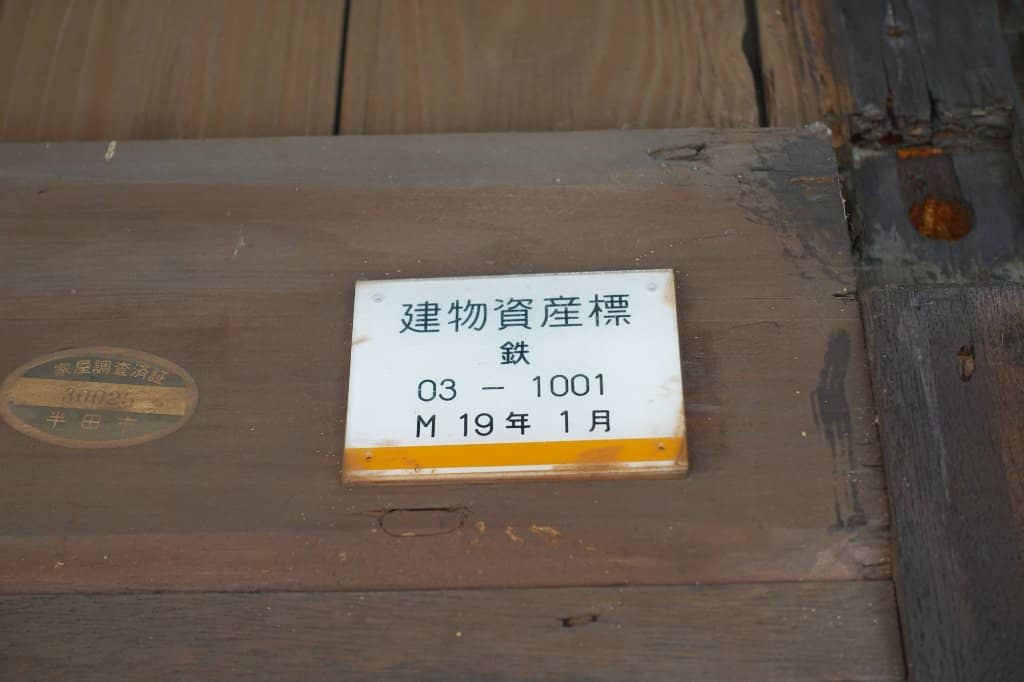 建物資産標
鉄
03 - 1001
M 19年 1月
家屋調査済証
30025
半田市